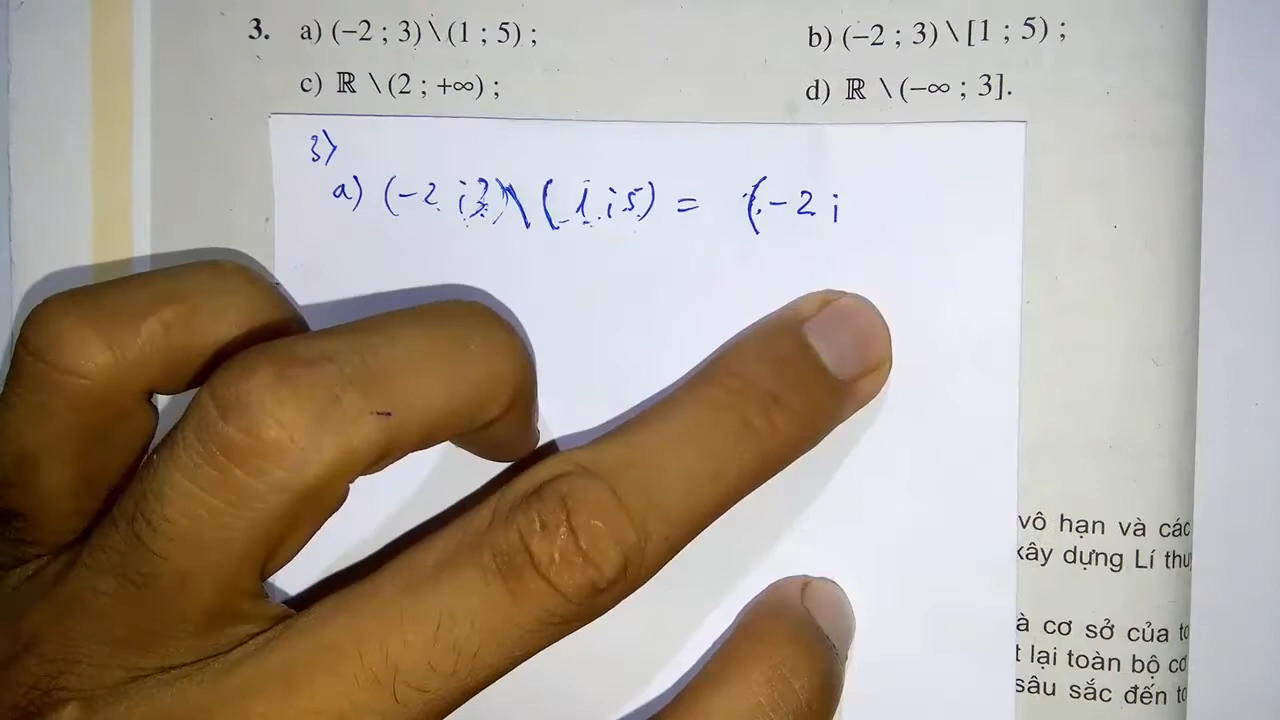 3. a) (−2 ; 3) \ (1 ; 5) ; b) (−2 ; 3) \ [1 ; 5) ;
c) ℝ \ (2 ; +∞) ; d) ℝ \ (−∞ ; 3].
3)
a) (-2 ; 3) \ (1 ; 5) = (-2 ;
vô hạn và các
xây dựng Lí
à cơ sở của
lại toàn bộ
sâu sắc đến